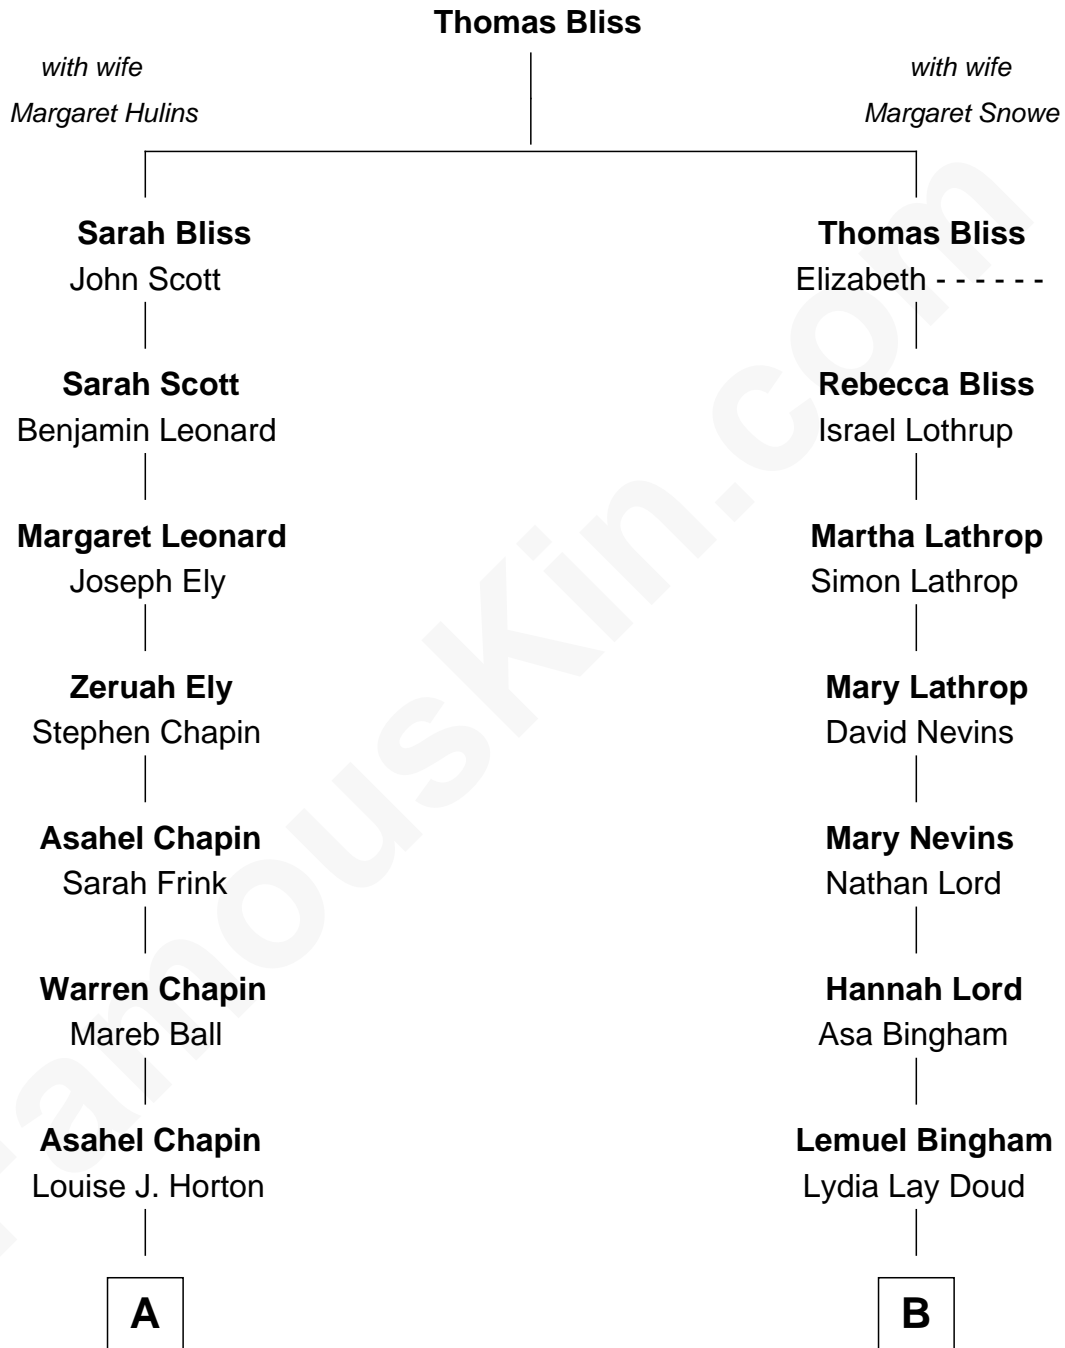 Thomas Bliss
with wife
Margaret Hulins
with wife
Margaret Snowe
Sarah Bliss
John Scott
Thomas Bliss
Elizabeth - - - - - -
Sarah Scott
Benjamin Leonard
Rebecca Bliss
Israel Lothrup
Margaret Leonard
Joseph Ely
Martha Lathrop
Simon Lathrop
Zeruah Ely
Stephen Chapin
Mary Lathrop
David Nevins
Asahel Chapin
Sarah Frink
Mary Nevins
Nathan Lord
Warren Chapin
Mareb Ball
Hannah Lord
Asa Bingham
Asahel Chapin
Louise J. Horton
Lemuel Bingham
Lydia Lay Doud
A
B
FamousKin.com